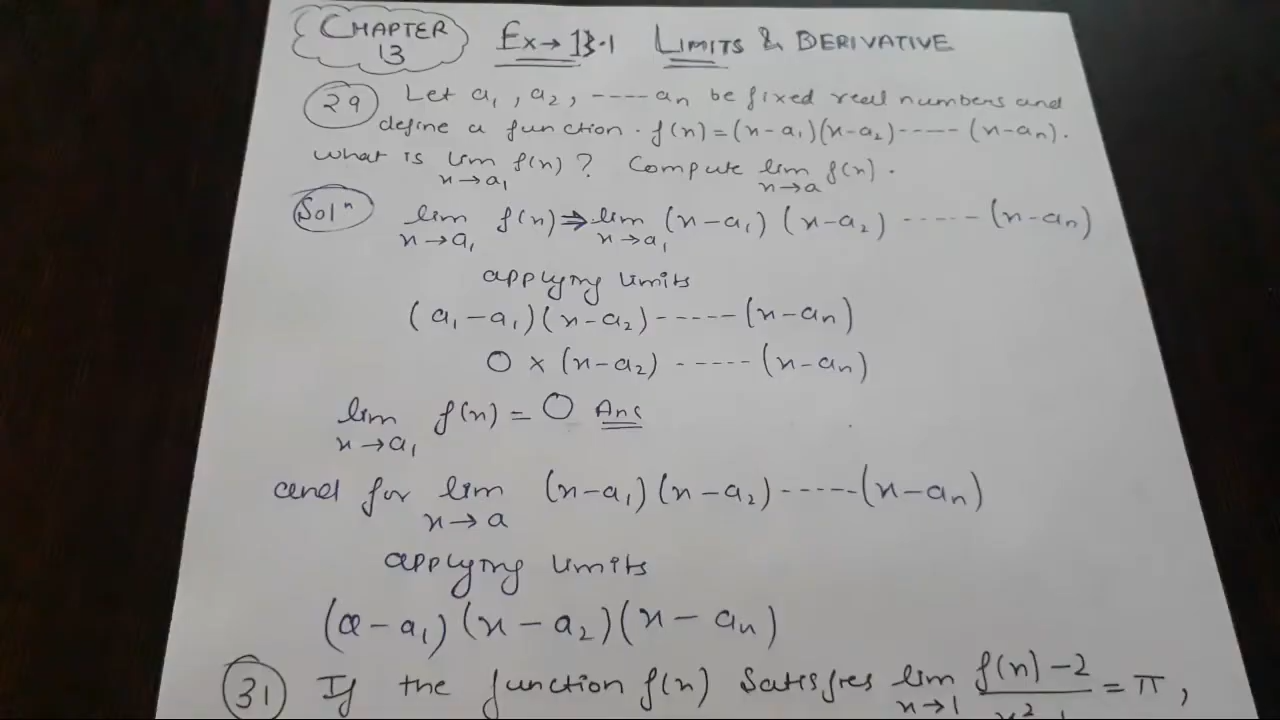 CHAPTER 13 Ex→13.1 LIMITS & DERIVATIVE
29 Let a₁, a₂, ---- aₙ be fixed real numbers and
define a function. f(x)=(x-a₁)(x-a₂)----- (x-aₙ).
what is lim x→a₁ f(x)? Compute lim x→a f(x).
Solⁿ lim x→a₁ f(x)⇒ lim x→a₁ (x-a₁)(x-a₂) ------ (x-aₙ)
applying limits
(a₁-a₁)(x-a₂)------(x-aₙ)
0 × (x-a₂) ----- (x-aₙ)
lim x→a₁ f(x) = 0 Ans
and for lim x→a (x-a₁)(x-a₂)-----(x-aₙ)
applying limits
(a-a₁)(x-a₂)(x-aₙ)
31 If the function f(x) satisfies lim x→1 f(x)-2 / x²-1 = π,